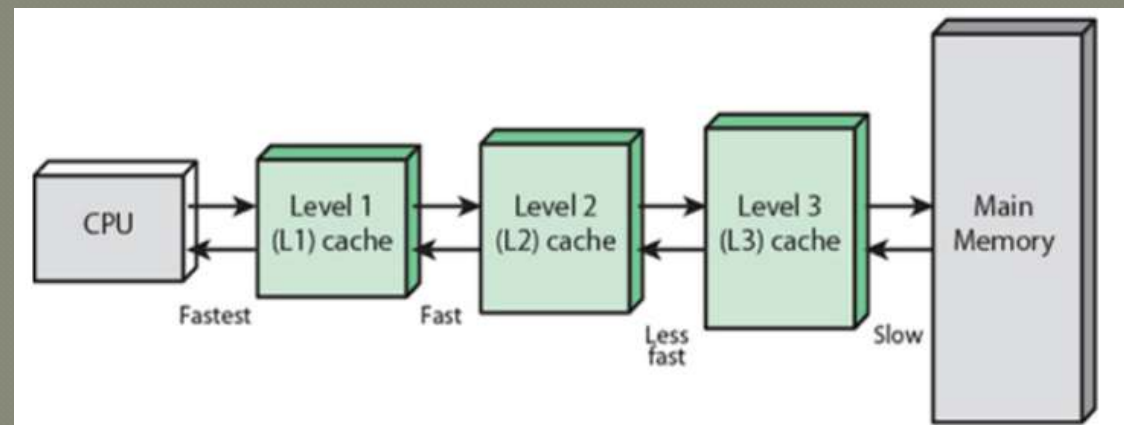 CPU
Level 1
(L1) cache
Level 2
(L2) cache
Level 3
(L3) cache
Main
Memory
Fastest
Fast
Less
fast
Slow